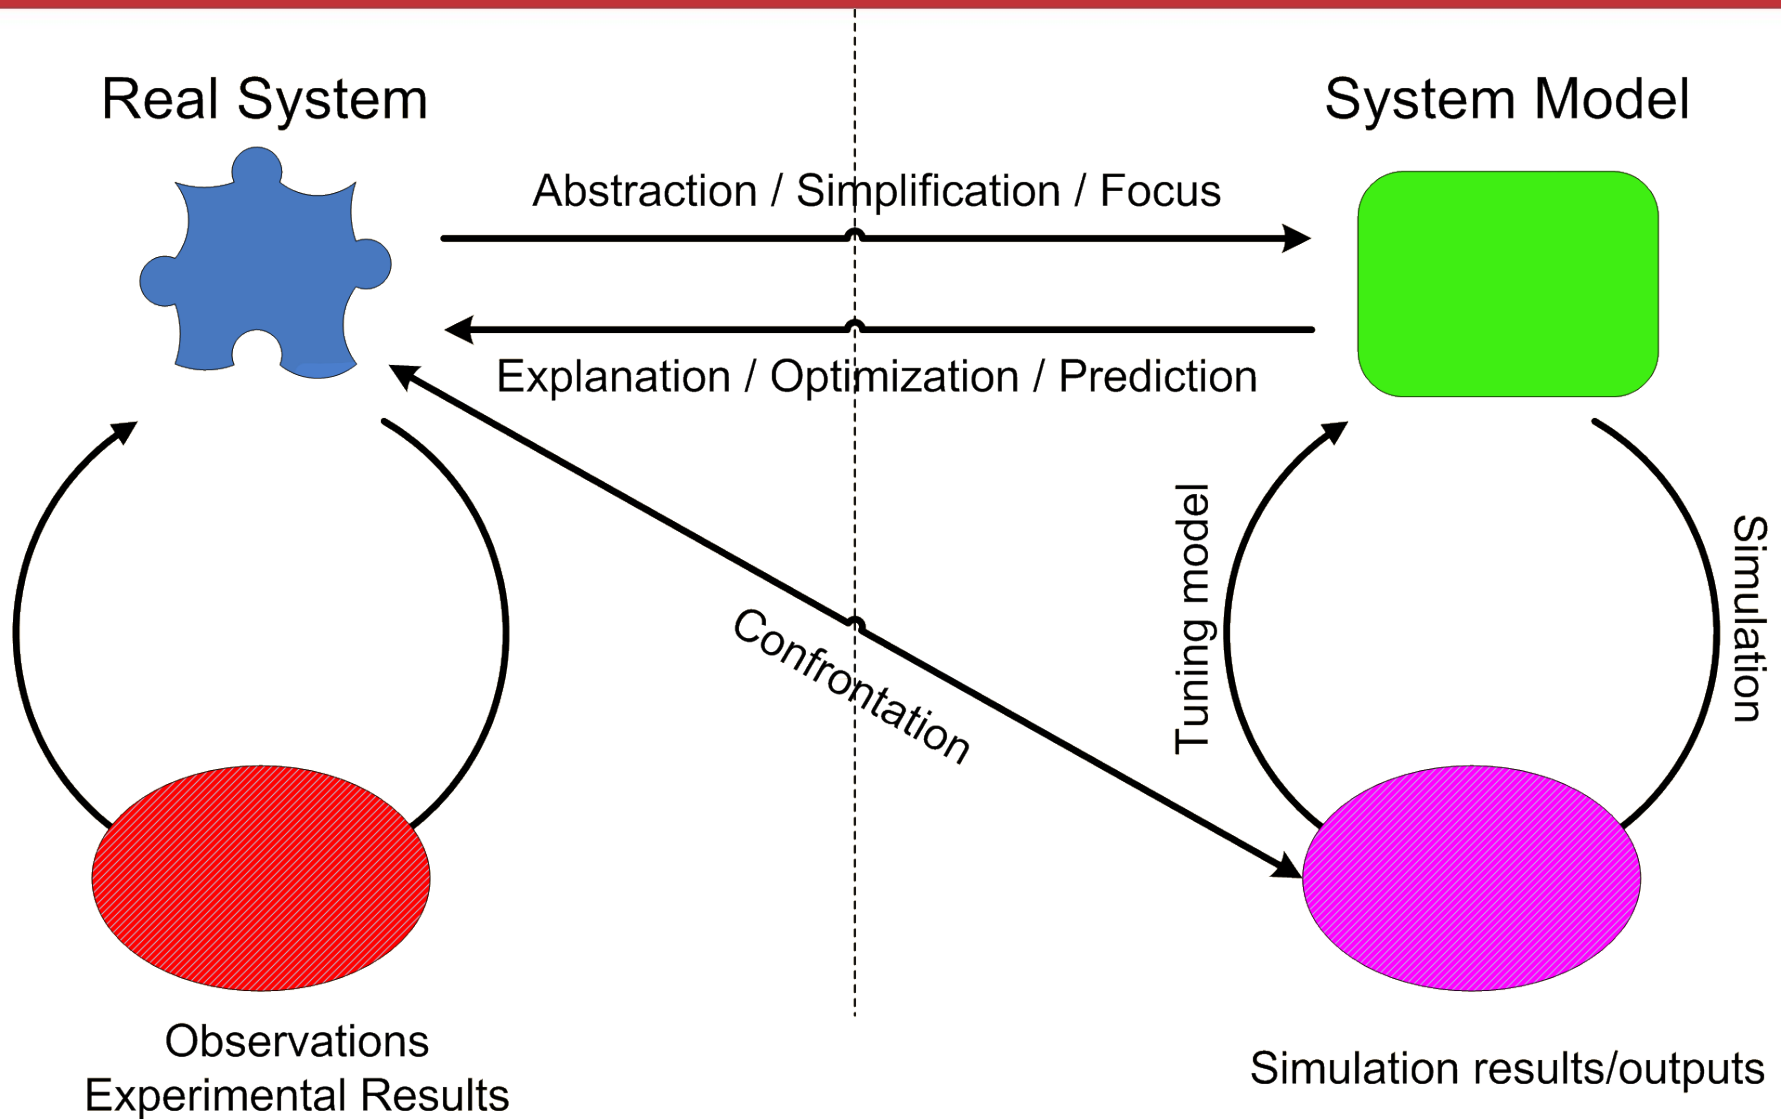 Real System
System Model
Abstraction / Simplification / Focus
Explanation / Optimization / Prediction
Confrontation
Tuning model
Simulation
Observations
Experimental Results
Simulation results/outputs